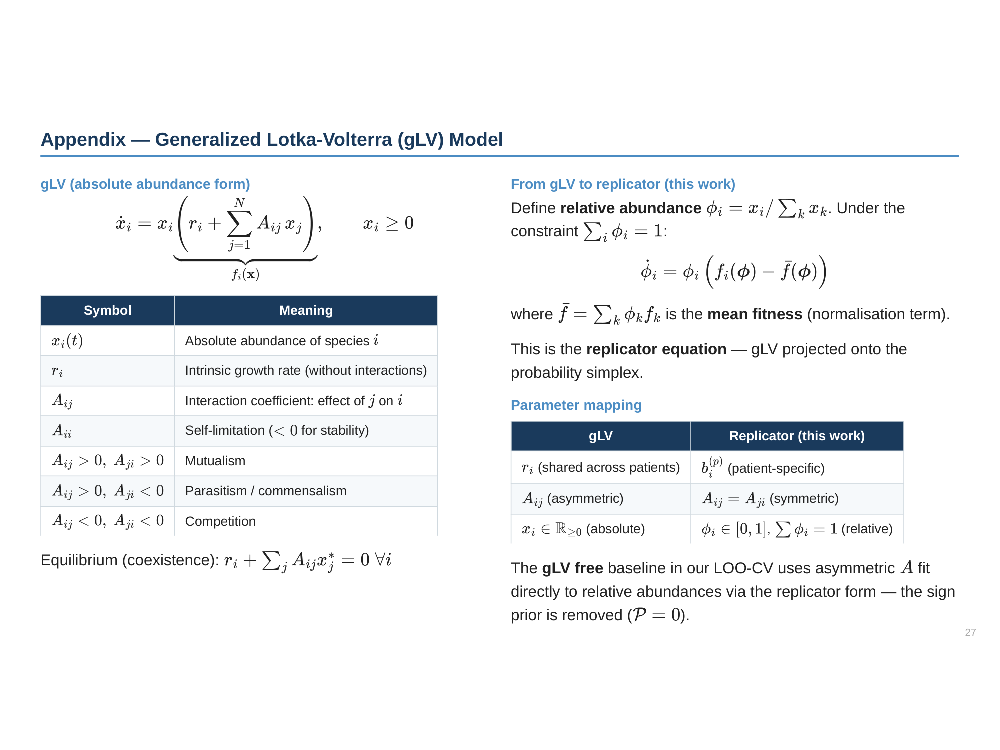 Appendix — Generalized Lotka-Volterra (gLV) Model
gLV (absolute abundance form)
$\dot{x}_i = x_i \underbrace{\left( r_i + \sum_{j=1}^{N} A_{ij}\, x_j \right)}_{f_i(\mathbf{x})}, \qquad x_i \geq 0$
Symbol Meaning
$x_i(t)$ Absolute abundance of species $i$
$r_i$ Intrinsic growth rate (without interactions)
$A_{ij}$ Interaction coefficient: effect of $j$ on $i$
$A_{ii}$ Self-limitation ($< 0$ for stability)
$A_{ij} > 0,\ A_{ji} > 0$ Mutualism
$A_{ij} > 0,\ A_{ji} < 0$ Parasitism / commensalism
$A_{ij} < 0,\ A_{ji} < 0$ Competition
Equilibrium (coexistence): $r_i + \sum_j A_{ij} x_j^* = 0\ \forall i$
From gLV to replicator (this work)
Define relative abundance $\phi_i = x_i / \sum_k x_k$. Under the
constraint $\sum_i \phi_i = 1$:
$\dot{\phi}_i = \phi_i \left( f_i(\boldsymbol{\phi}) - \bar{f}(\boldsymbol{\phi}) \right)$
where $\bar{f} = \sum_k \phi_k f_k$ is the mean fitness (normalisation term).
This is the replicator equation — gLV projected onto the
probability simplex.
Parameter mapping
gLV Replicator (this work)
$r_i$ (shared across patients) $b_i^{(p)}$ (patient-specific)
$A_{ij}$ (asymmetric) $A_{ij} = A_{ji}$ (symmetric)
$x_i \in \mathbb{R}_{\geq 0}$ (absolute) $\phi_i \in [0, 1]$, $\sum \phi_i = 1$ (relative)
The gLV free baseline in our LOO-CV uses asymmetric $A$ fit
directly to relative abundances via the replicator form — the sign
prior is removed ($\mathcal{P} = 0$).
27